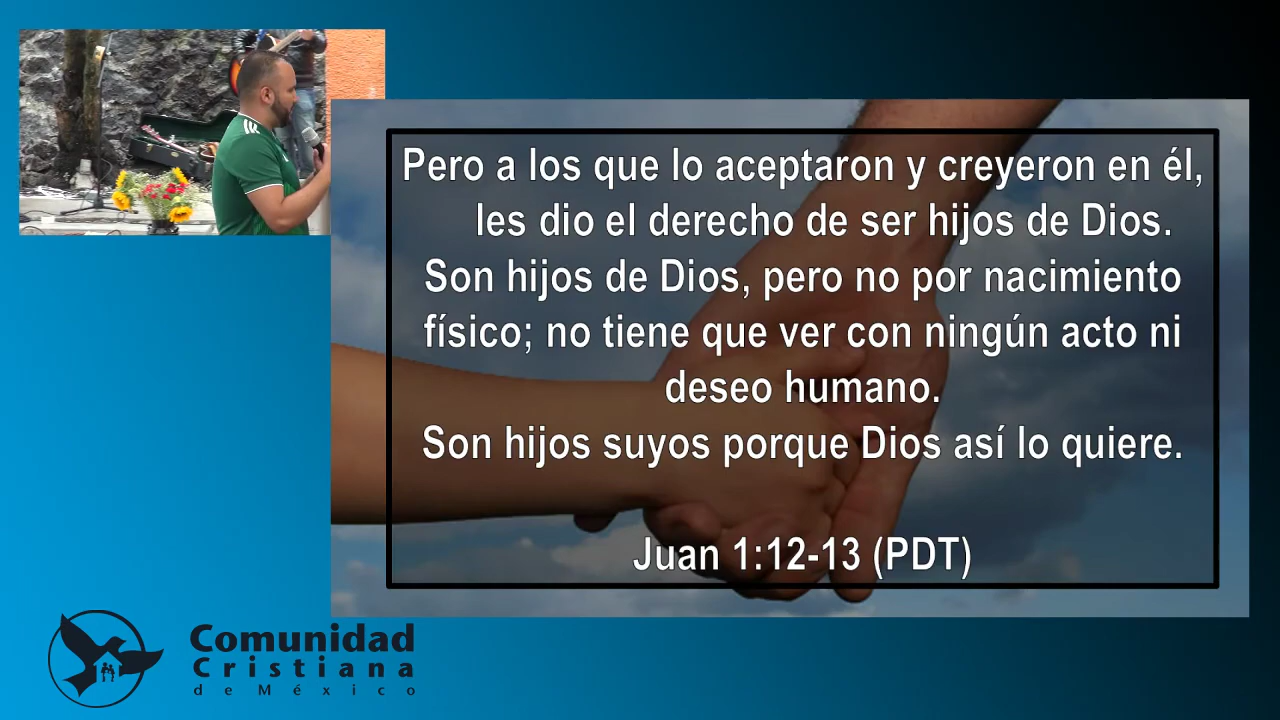 Pero a los que lo aceptaron y creyeron en él,
les dio el derecho de ser hijos de Dios.
Son hijos de Dios, pero no por nacimiento
físico; no tiene que ver con ningún acto ni
deseo humano.
Son hijos suyos porque Dios así lo quiere.
Juan 1:12-13 (PDT)
Comunidad
Cristiana
de México